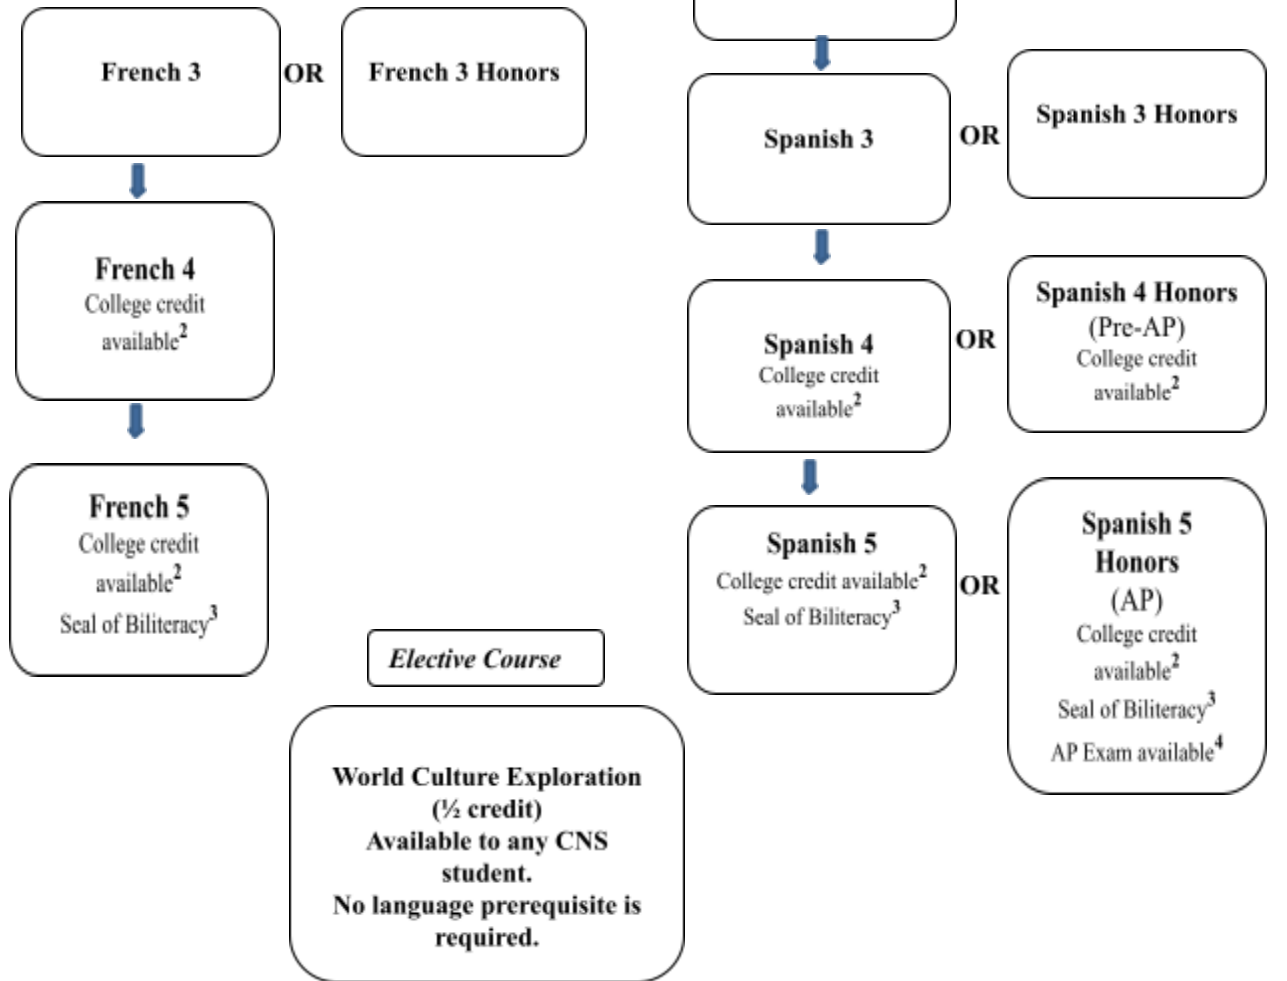 French 3
OR
French 3 Honors
French 4
College credit
available²
French 5
College credit
available²
Seal of Biliteracy³
Spanish 3
OR
Spanish 3 Honors
Spanish 4
College credit
available²
OR
Spanish 4 Honors
(Pre-AP)
College credit
available²
Spanish 5
College credit available²
Seal of Biliteracy³
OR
Spanish 5
Honors
(AP)
College credit
available²
Seal of Biliteracy³
AP Exam available⁴
Elective Course
World Culture Exploration
(½ credit)
Available to any CNS
student.
No language prerequisite is
required.